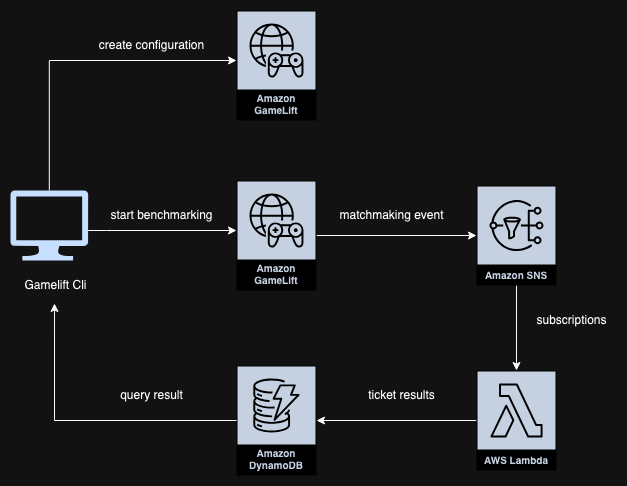 create configuration
Amazon
GameLift
start benchmarking
matchmaking event
Amazon
GameLift
Amazon SNS
Gamelift Cli
subscriptions
query result
ticket results
Amazon
DynamoDB
AWS Lambda